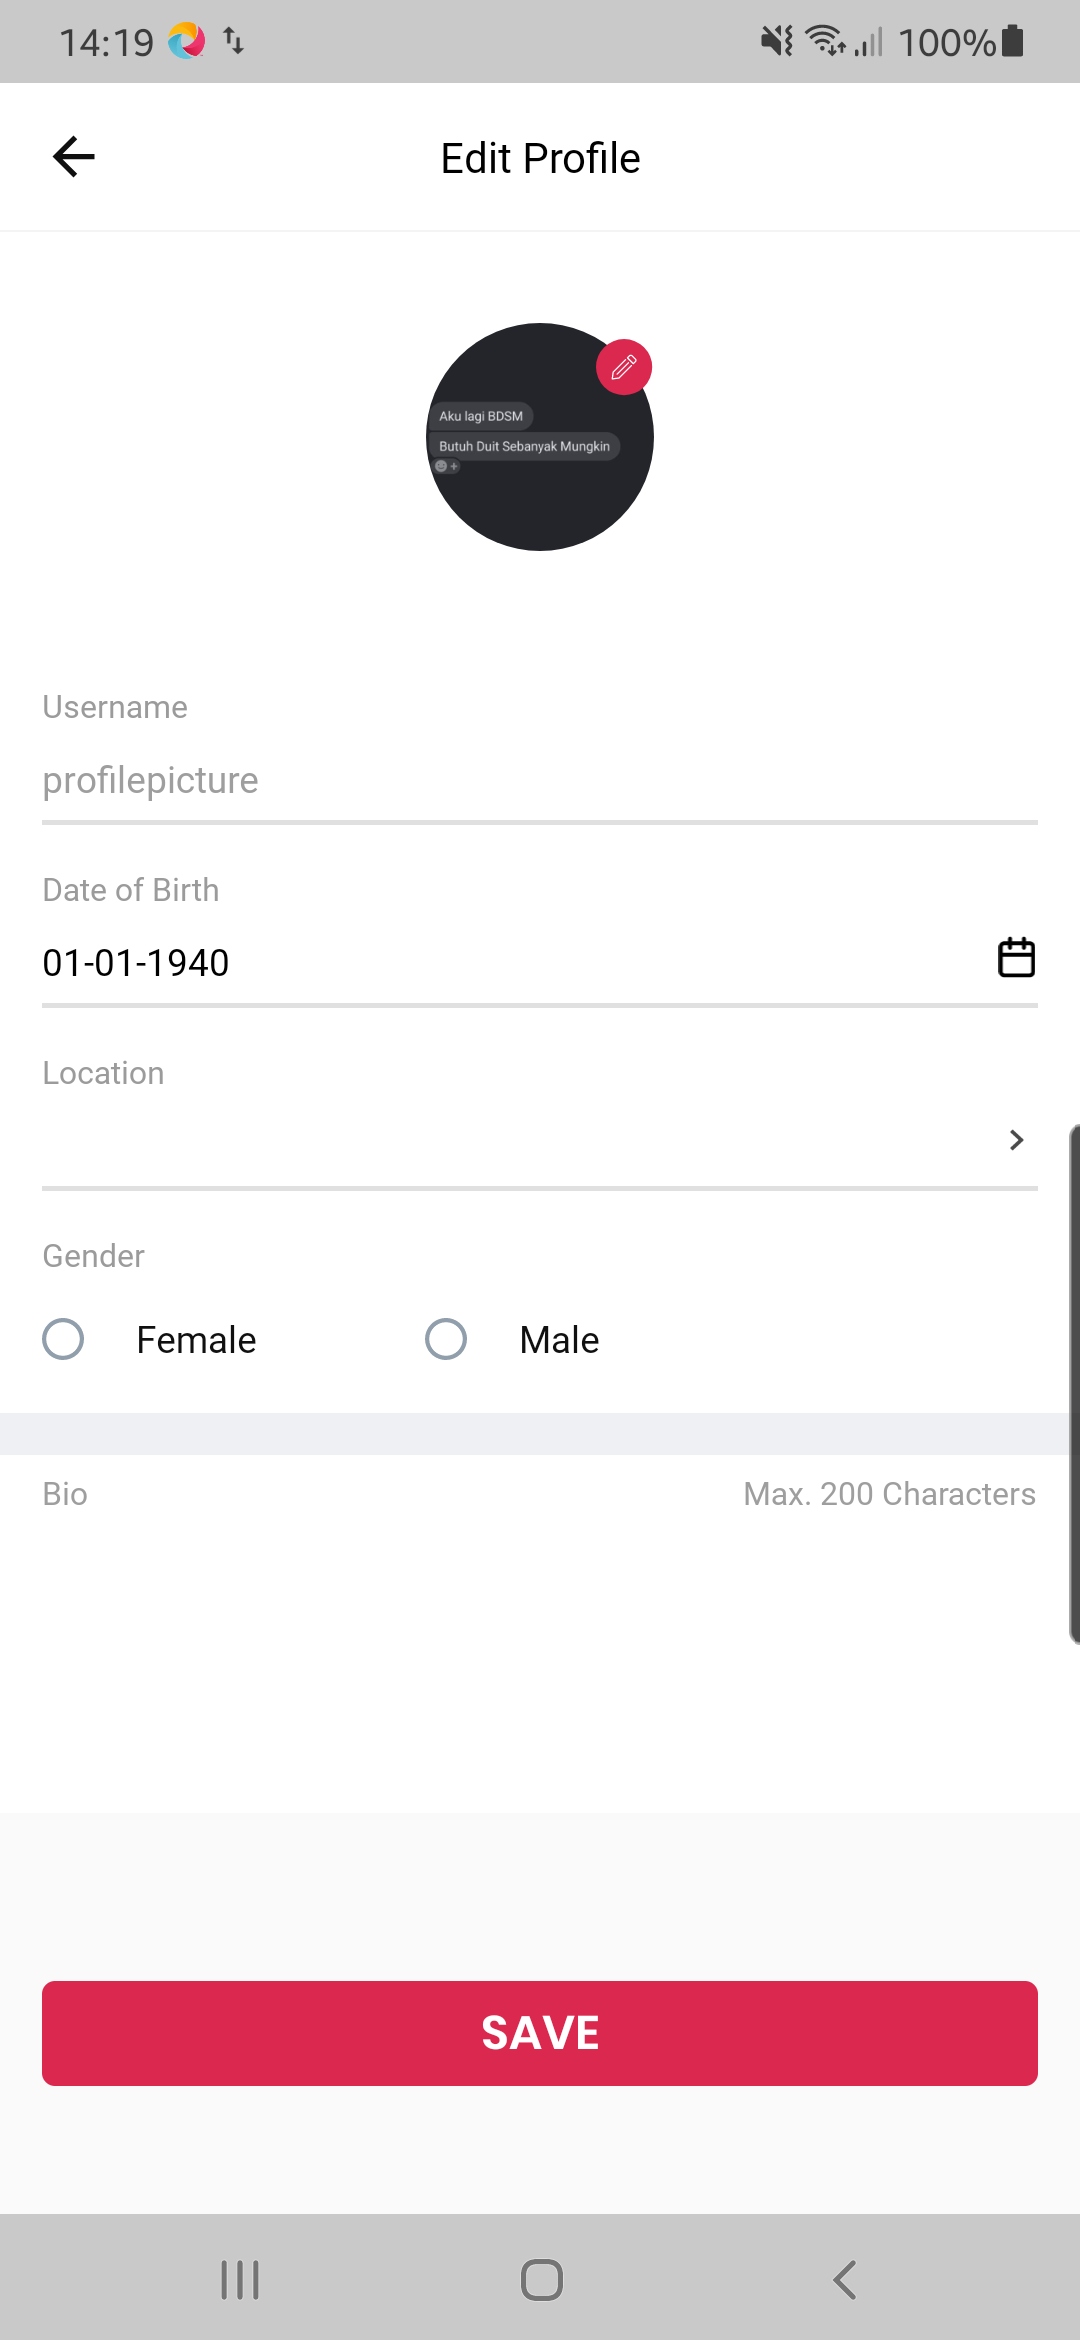 14:19
100%
Edit Profile
Aku lagi BDSM
Butuh Duit Sebanyak Mungkin
Username
profilepicture
Date of Birth
01-01-1940
Location
Gender
Female Male
Bio Max. 200 Characters
SAVE